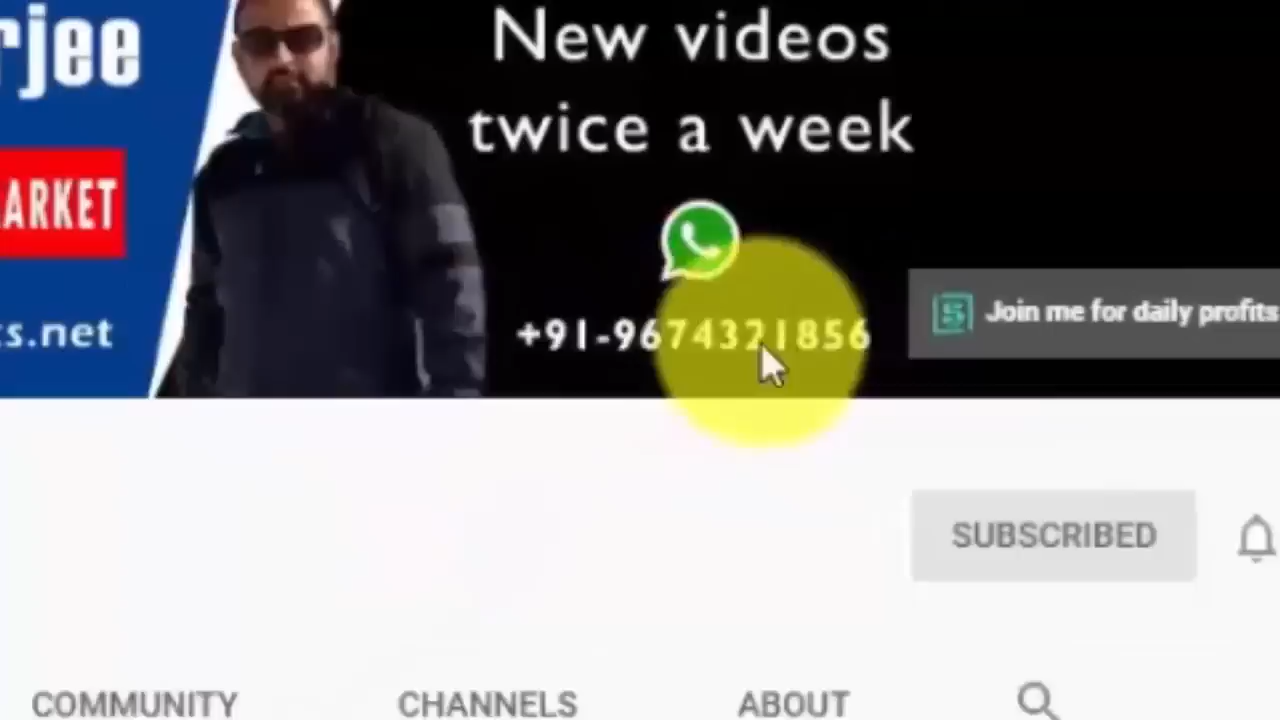 rjee
New videos
twice a week
ARKET
s.net
+91-9674321856
Join me for daily profits
SUBSCRIBED
COMMUNITY CHANNELS ABOUT